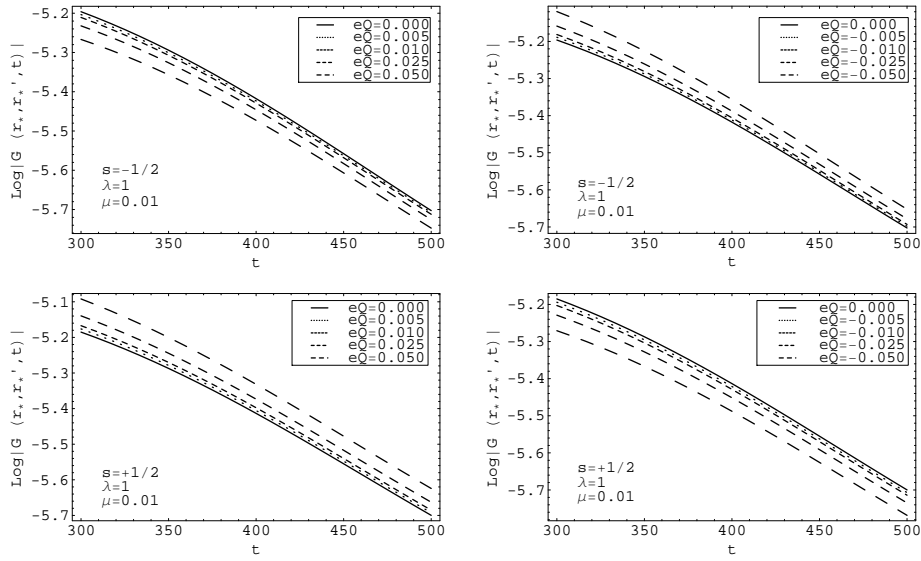 Log|G (r*,r*',t)|
-5.2
-5.3
-5.4
-5.5
-5.6
-5.7
eQ=0.000
eQ=0.005
eQ=0.010
eQ=0.025
eQ=0.050
s=-1/2
λ=1
μ=0.01
300 350 400 450 500
t
Log|G (r*,r*',t)|
-5.2
-5.3
-5.4
-5.5
-5.6
-5.7
eQ=0.000
eQ=-0.005
eQ=-0.010
eQ=-0.025
eQ=-0.050
s=-1/2
λ=1
μ=0.01
300 350 400 450 500
t
Log|G (r*,r*',t)|
-5.1
-5.2
-5.3
-5.4
-5.5
-5.6
-5.7
eQ=0.000
eQ=0.005
eQ=0.010
eQ=0.025
eQ=0.050
s=+1/2
λ=1
μ=0.01
300 350 400 450 500
t
Log|G (r*,r*',t)|
-5.2
-5.3
-5.4
-5.5
-5.6
-5.7
eQ=0.000
eQ=-0.005
eQ=-0.010
eQ=-0.025
eQ=-0.050
s=+1/2
λ=1
μ=0.01
300 350 400 450 500
t